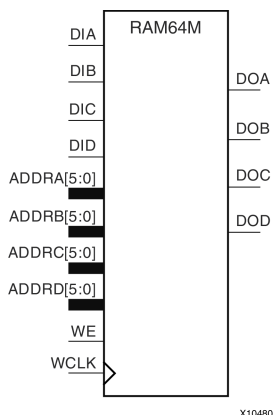 RAM64M
DIA
DIB
DIC
DID
ADDRA[5:0]
ADDRB[5:0]
ADDRC[5:0]
ADDRD[5:0]
WE
WCLK
DOA
DOB
DOC
DOD
X10480